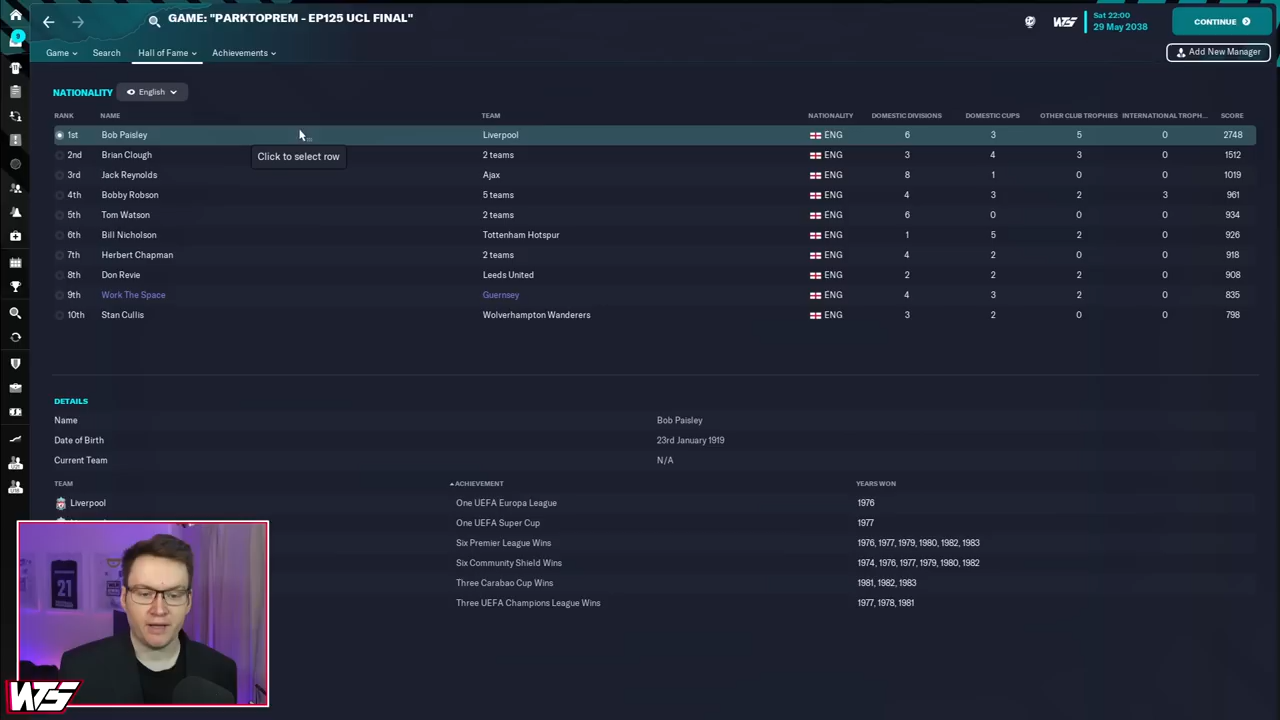 GAME: "PARKTOPREM - EP125 UCL FINAL"
WTS
Sat 22:00
29 May 2038
CONTINUE
9
Game
Search
Hall of Fame
Achievements
Add New Manager
NATIONALITY
English
RANK NAME TEAM NATIONALITY DOMESTIC DIVISIONS DOMESTIC CUPS OTHER CLUB TROPHIES INTERNATIONAL TROPH... SCORE
1st Bob Paisley Liverpool ENG 6 3 5 0 2748
Click to select row
2nd Brian Clough 2 teams ENG 3 4 3 0 1512
3rd Jack Reynolds Ajax ENG 8 1 0 0 1019
4th Bobby Robson 5 teams ENG 4 3 2 3 961
5th Tom Watson 2 teams ENG 6 0 0 0 934
6th Bill Nicholson Tottenham Hotspur ENG 1 5 2 0 926
7th Herbert Chapman 2 teams ENG 4 2 0 0 918
8th Don Revie Leeds United ENG 2 2 2 0 908
9th Work The Space Guernsey ENG 4 3 2 0 835
10th Stan Cullis Wolverhampton Wanderers ENG 3 2 0 0 798
DETAILS
Name Bob Paisley
Date of Birth 23rd January 1919
Current Team N/A
TEAM ACHIEVEMENT YEARS WON
Liverpool One UEFA Europa League 1976
One UEFA Super Cup 1977
Six Premier League Wins 1976, 1977, 1979, 1980, 1982, 1983
Six Community Shield Wins 1974, 1976, 1977, 1979, 1980, 1982
Three Carabao Cup Wins 1981, 1982, 1983
Three UEFA Champions League Wins 1977, 1978, 1981
21
WTS